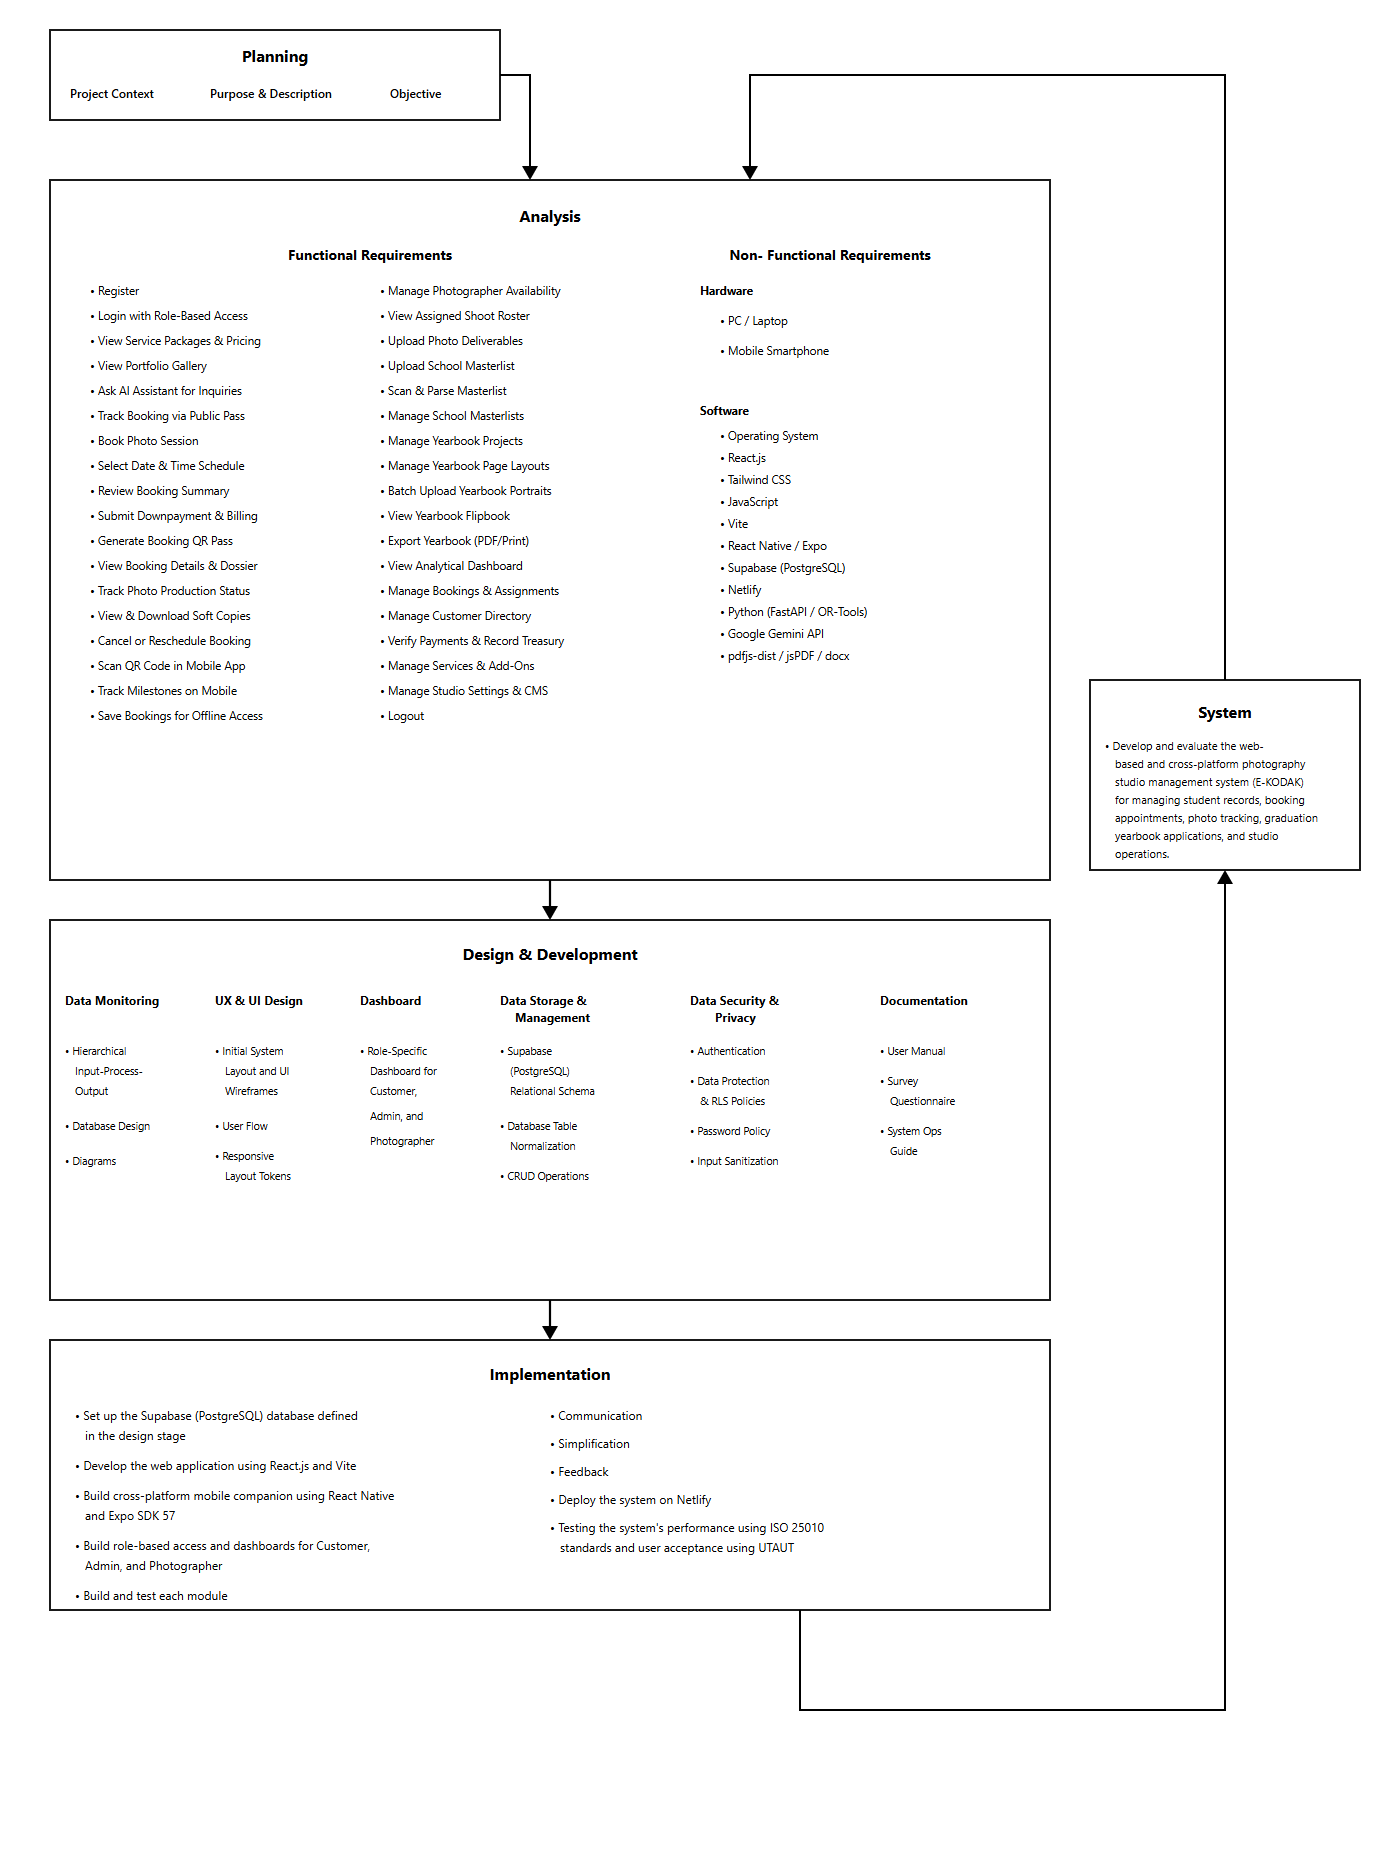 Planning
Project Context
Purpose & Description
Objective
Analysis
Functional Requirements
• Register
• Login with Role-Based Access
• View Service Packages & Pricing
• View Portfolio Gallery
• Ask AI Assistant for Inquiries
• Track Booking via Public Pass
• Book Photo Session
• Select Date & Time Schedule
• Review Booking Summary
• Submit Downpayment & Billing
• Generate Booking QR Pass
• View Booking Details & Dossier
• Track Photo Production Status
• View & Download Soft Copies
• Cancel or Reschedule Booking
• Scan QR Code in Mobile App
• Track Milestones on Mobile
• Save Bookings for Offline Access
• Manage Photographer Availability
• View Assigned Shoot Roster
• Upload Photo Deliverables
• Upload School Masterlist
• Scan & Parse Masterlist
• Manage School Masterlists
• Manage Yearbook Projects
• Manage Yearbook Page Layouts
• Batch Upload Yearbook Portraits
• View Yearbook Flipbook
• Export Yearbook (PDF/Print)
• View Analytical Dashboard
• Manage Bookings & Assignments
• Manage Customer Directory
• Verify Payments & Record Treasury
• Manage Services & Add-Ons
• Manage Studio Settings & CMS
• Logout
Non- Functional Requirements
Hardware
• PC / Laptop
• Mobile Smartphone
Software
• Operating System
• React.js
• Tailwind CSS
• JavaScript
• Vite
• React Native / Expo
• Supabase (PostgreSQL)
• Netlify
• Python (FastAPI / OR-Tools)
• Google Gemini API
• pdfjs-dist / jsPDF / docx
System
• Develop and evaluate the web-
based and cross-platform photography
studio management system (E-KODAK)
for managing student records, booking
appointments, photo tracking, graduation
yearbook applications, and studio
operations.
Design & Development
Data Monitoring
• Hierarchical
Input-Process-
Output
• Database Design
• Diagrams
UX & UI Design
• Initial System
Layout and UI
Wireframes
• User Flow
• Responsive
Layout Tokens
Dashboard
• Role-Specific
Dashboard for
Customer,
Admin, and
Photographer
Data Storage &
Management
• Supabase
(PostgreSQL)
Relational Schema
• Database Table
Normalization
• CRUD Operations
Data Security &
Privacy
• Authentication
• Data Protection
& RLS Policies
• Password Policy
• Input Sanitization
Documentation
• User Manual
• Survey
Questionnaire
• System Ops
Guide
Implementation
• Set up the Supabase (PostgreSQL) database defined
in the design stage
• Develop the web application using React.js and Vite
• Build cross-platform mobile companion using React Native
and Expo SDK 57
• Build role-based access and dashboards for Customer,
Admin, and Photographer
• Build and test each module
• Communication
• Simplification
• Feedback
• Deploy the system on Netlify
• Testing the system's performance using ISO 25010
standards and user acceptance using UTAUT